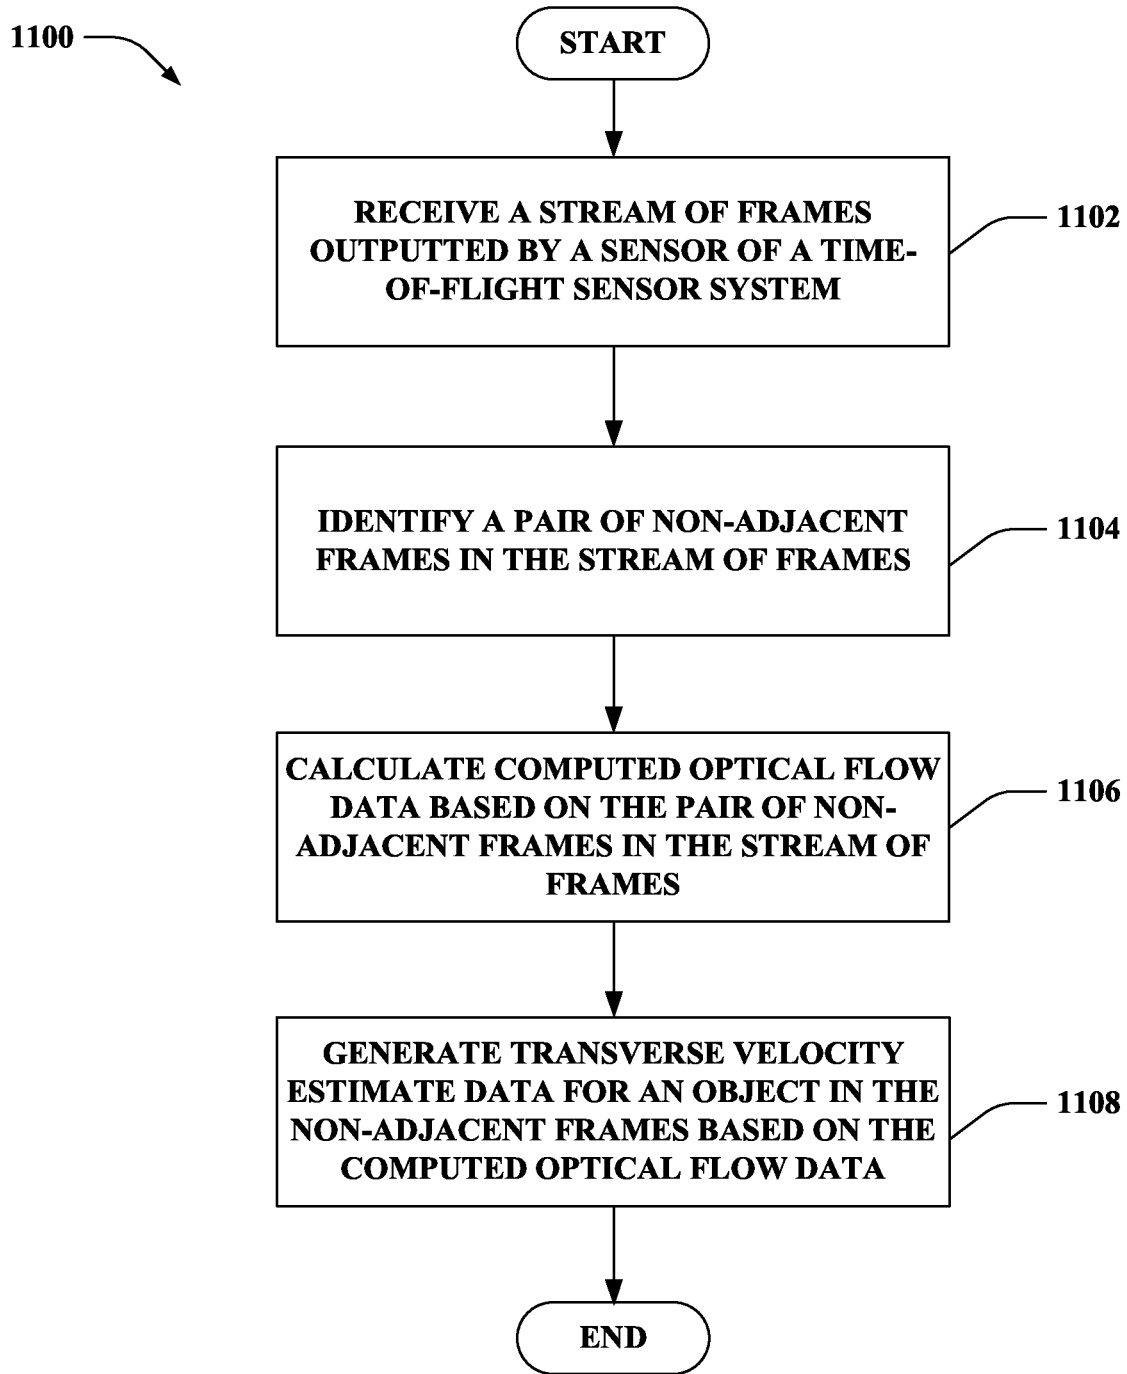 1100
START
RECEIVE A STREAM OF FRAMES
OUTPUTTED BY A SENSOR OF A TIME-
OF-FLIGHT SENSOR SYSTEM
1102
IDENTIFY A PAIR OF NON-ADJACENT
FRAMES IN THE STREAM OF FRAMES
1104
CALCULATE COMPUTED OPTICAL FLOW
DATA BASED ON THE PAIR OF NON-
ADJACENT FRAMES IN THE STREAM OF
FRAMES
1106
GENERATE TRANSVERSE VELOCITY
ESTIMATE DATA FOR AN OBJECT IN THE
NON-ADJACENT FRAMES BASED ON THE
COMPUTED OPTICAL FLOW DATA
1108
END